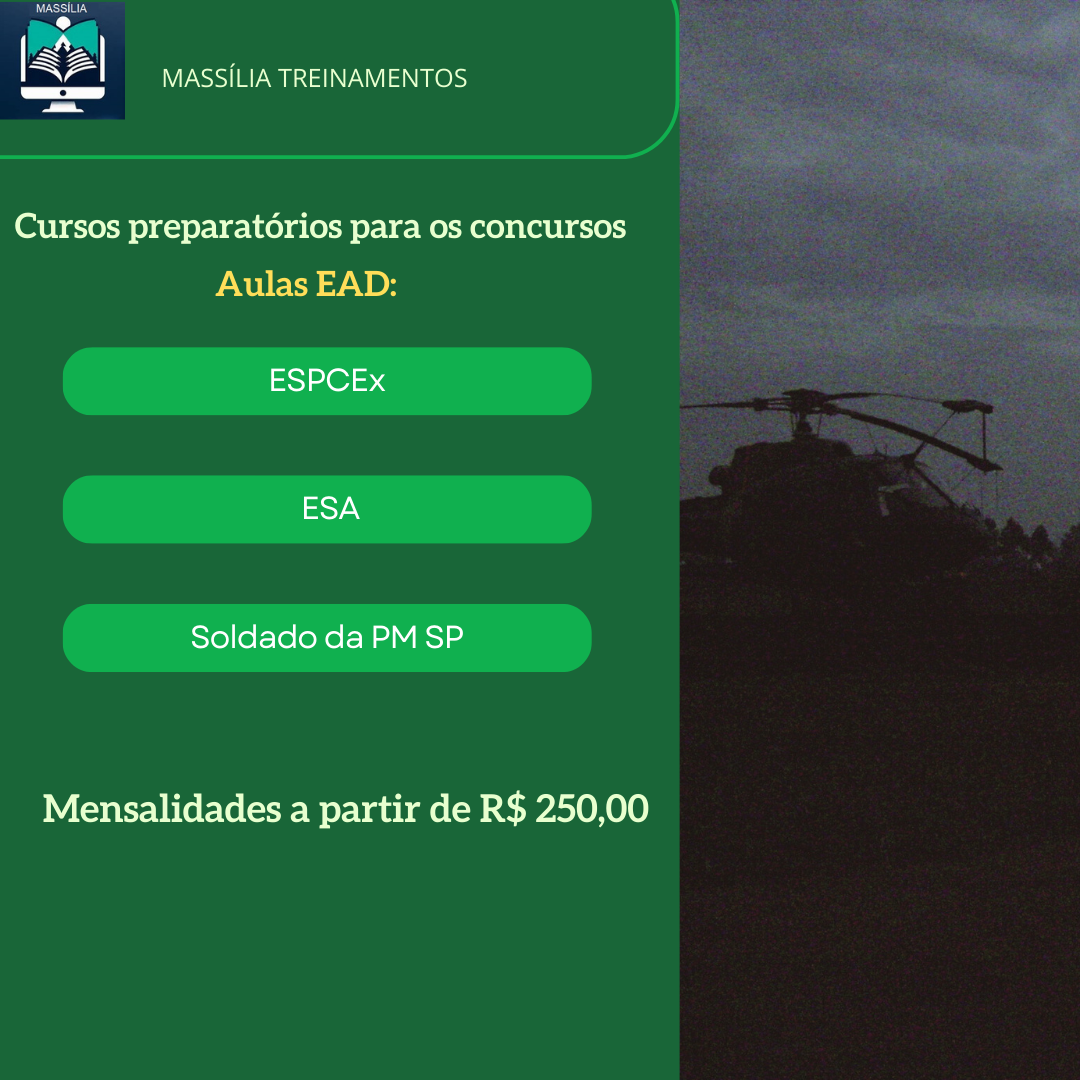 MASSÍLIA
MASSÍLIA TREINAMENTOS
Cursos preparatórios para os concursos
Aulas EAD:
ESPCEx
ESA
Soldado da PM SP
Mensalidades a partir de R$ 250,00